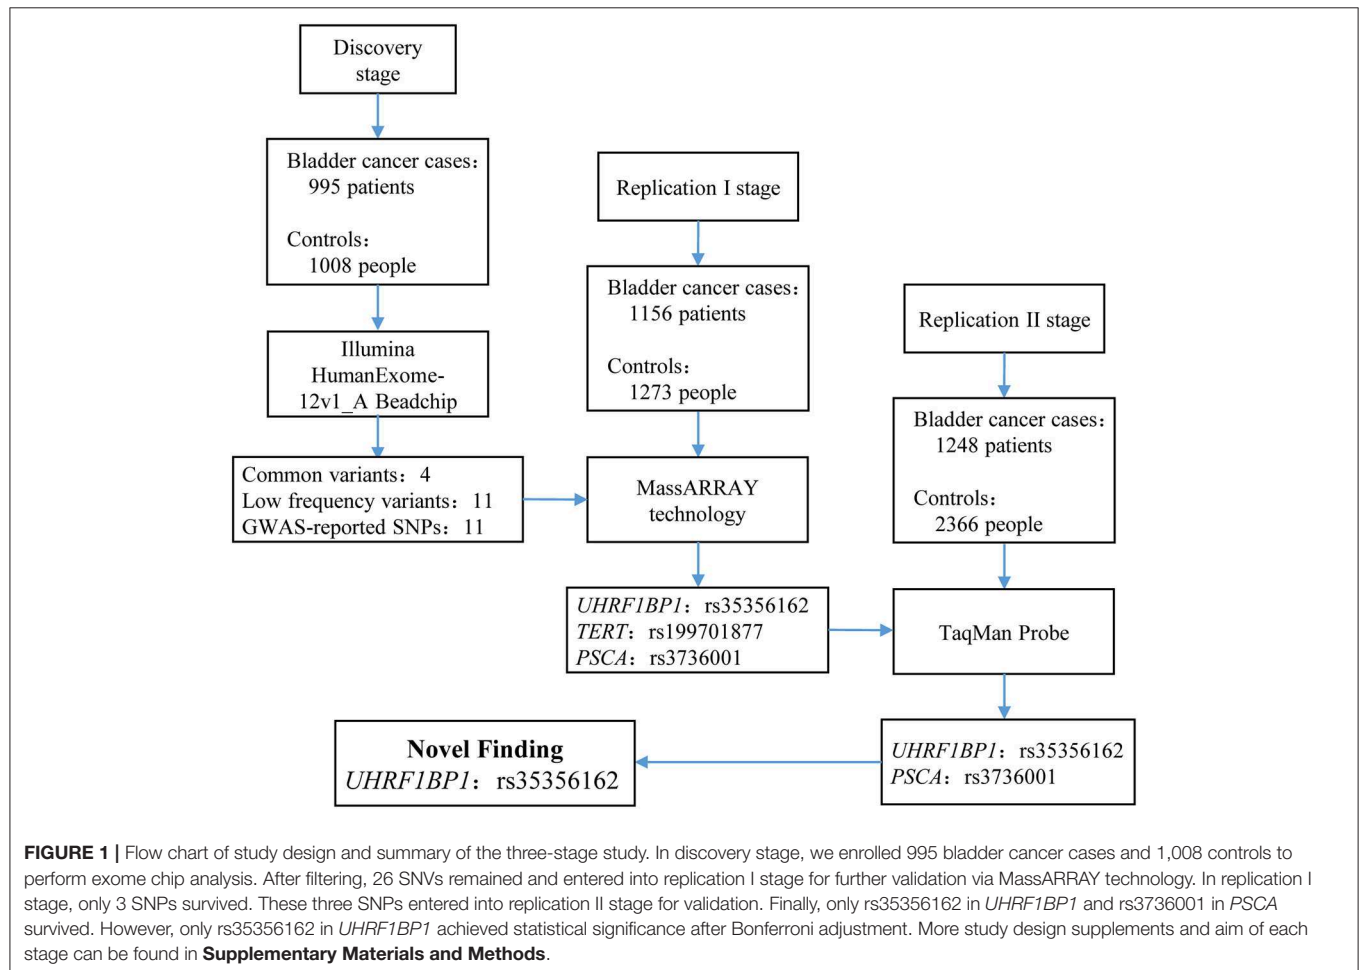 Discovery
stage
Bladder cancer cases：
995 patients
Controls：
1008 people
Illumina
HumanExome-
12v1_A Beadchip
Common variants：4
Low frequency variants：11
GWAS-reported SNPs：11
Replication I stage
Bladder cancer cases：
1156 patients
Controls：
1273 people
MassARRAY
technology
UHRF1BP1：rs35356162
TERT：rs199701877
PSCA：rs3736001
Replication II stage
Bladder cancer cases：
1248 patients
Controls：
2366 people
TaqMan Probe
UHRF1BP1：rs35356162
PSCA：rs3736001
Novel Finding
UHRF1BP1：rs35356162
FIGURE 1 | Flow chart of study design and summary of the three-stage study. In discovery stage, we enrolled 995 bladder cancer cases and 1,008 controls to
perform exome chip analysis. After filtering, 26 SNVs remained and entered into replication I stage for further validation via MassARRAY technology. In replication I
stage, only 3 SNPs survived. These three SNPs entered into replication II stage for validation. Finally, only rs35356162 in UHRF1BP1 and rs3736001 in PSCA
survived. However, only rs35356162 in UHRF1BP1 achieved statistical significance after Bonferroni adjustment. More study design supplements and aim of each
stage can be found in Supplementary Materials and Methods.